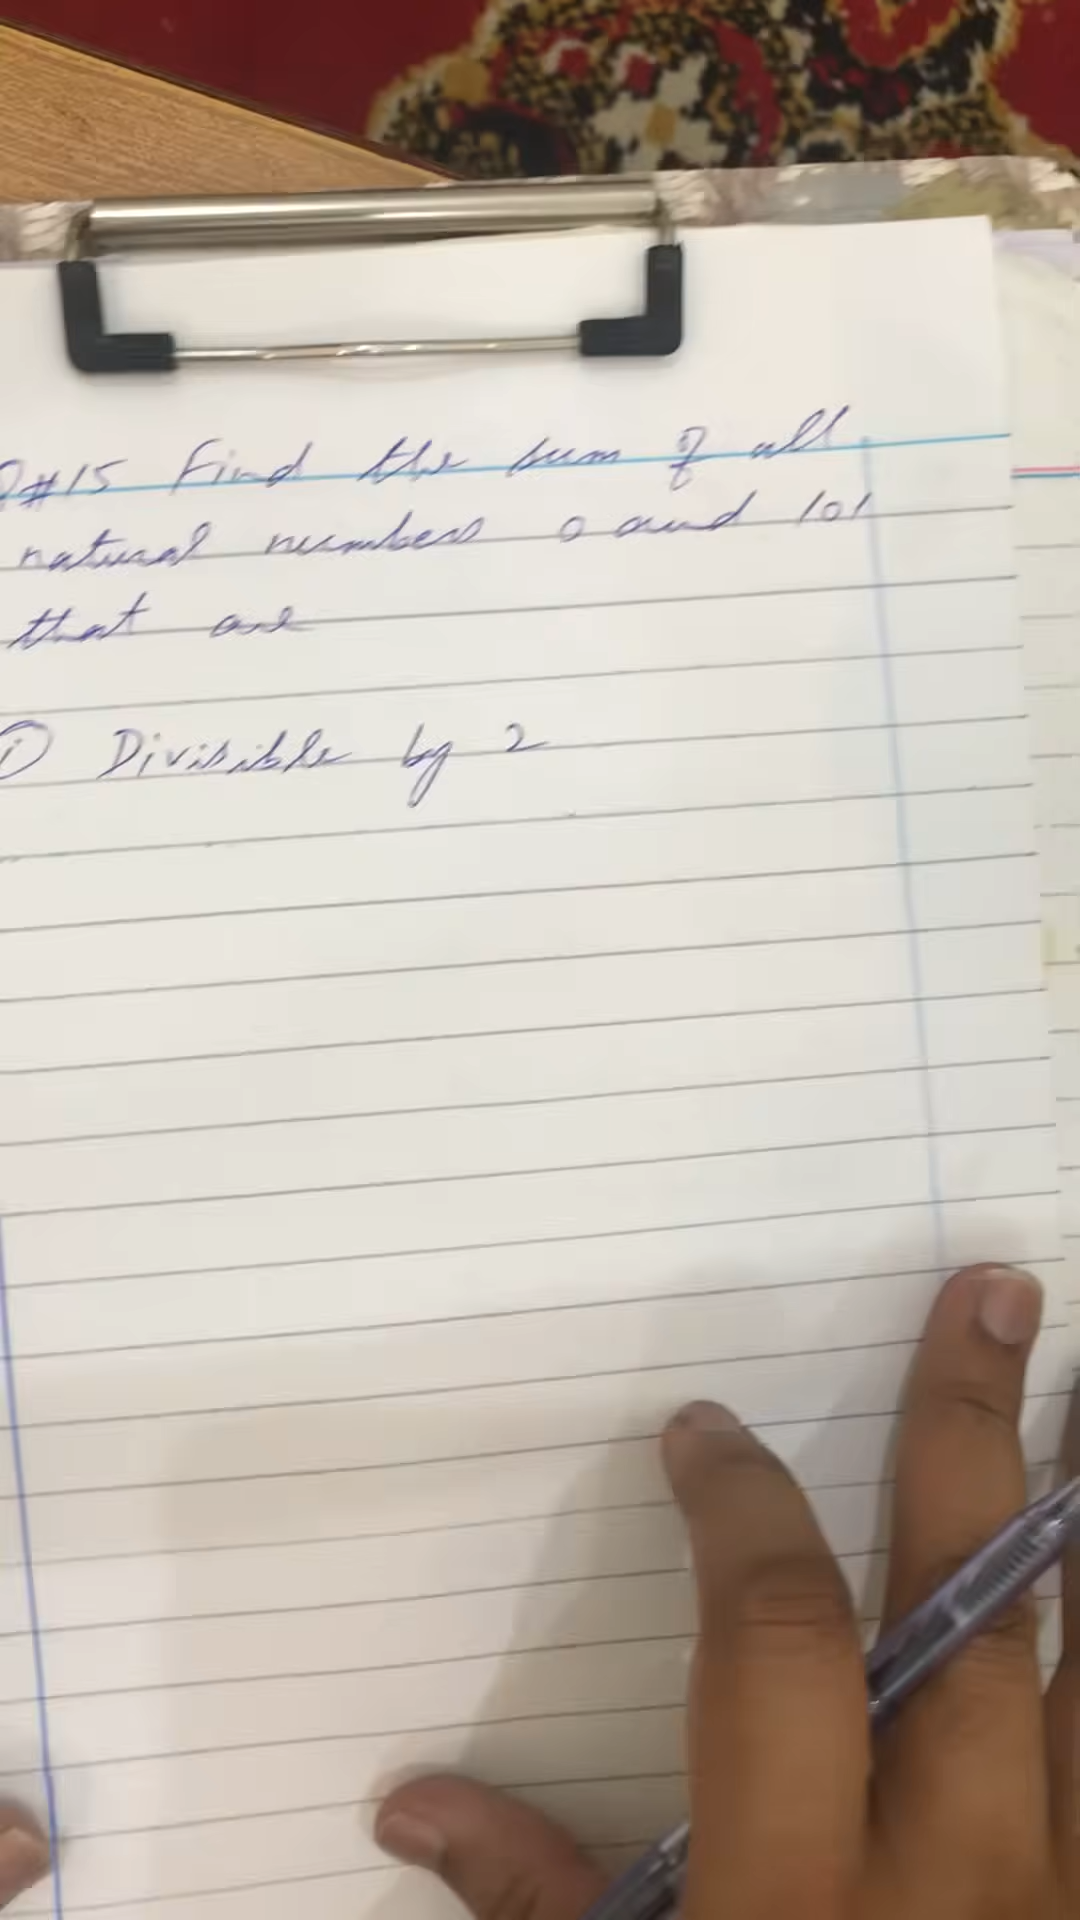 Q#15 Find the sum of all
natural numbers 0 and 101
that are
① Divisible by 2